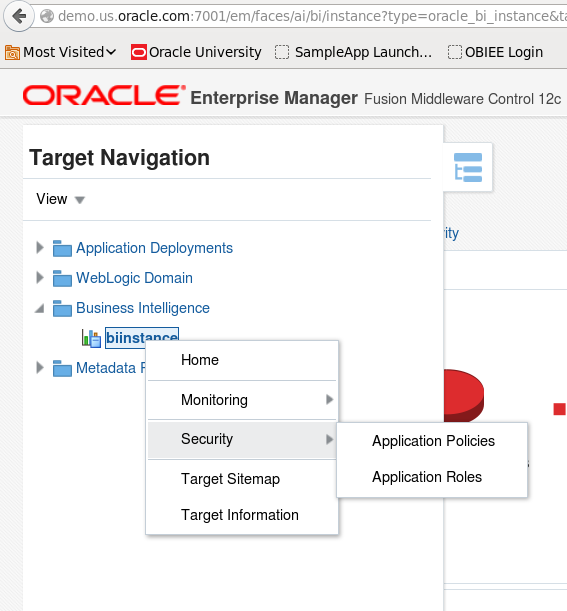 demo.us.oracle.com:7001/em/faces/ai/bi/instance?type=oracle_bi_instance&ta
Most Visited Oracle University SampleApp Launch... OBIEE Login
ORACLE Enterprise Manager Fusion Middleware Control 12c
Target Navigation
View
ity
Application Deployments
WebLogic Domain
Business Intelligence
biinstance
Metadata
Home
Monitoring
Security
Application Policies
Application Roles
Target Sitemap
Target Information